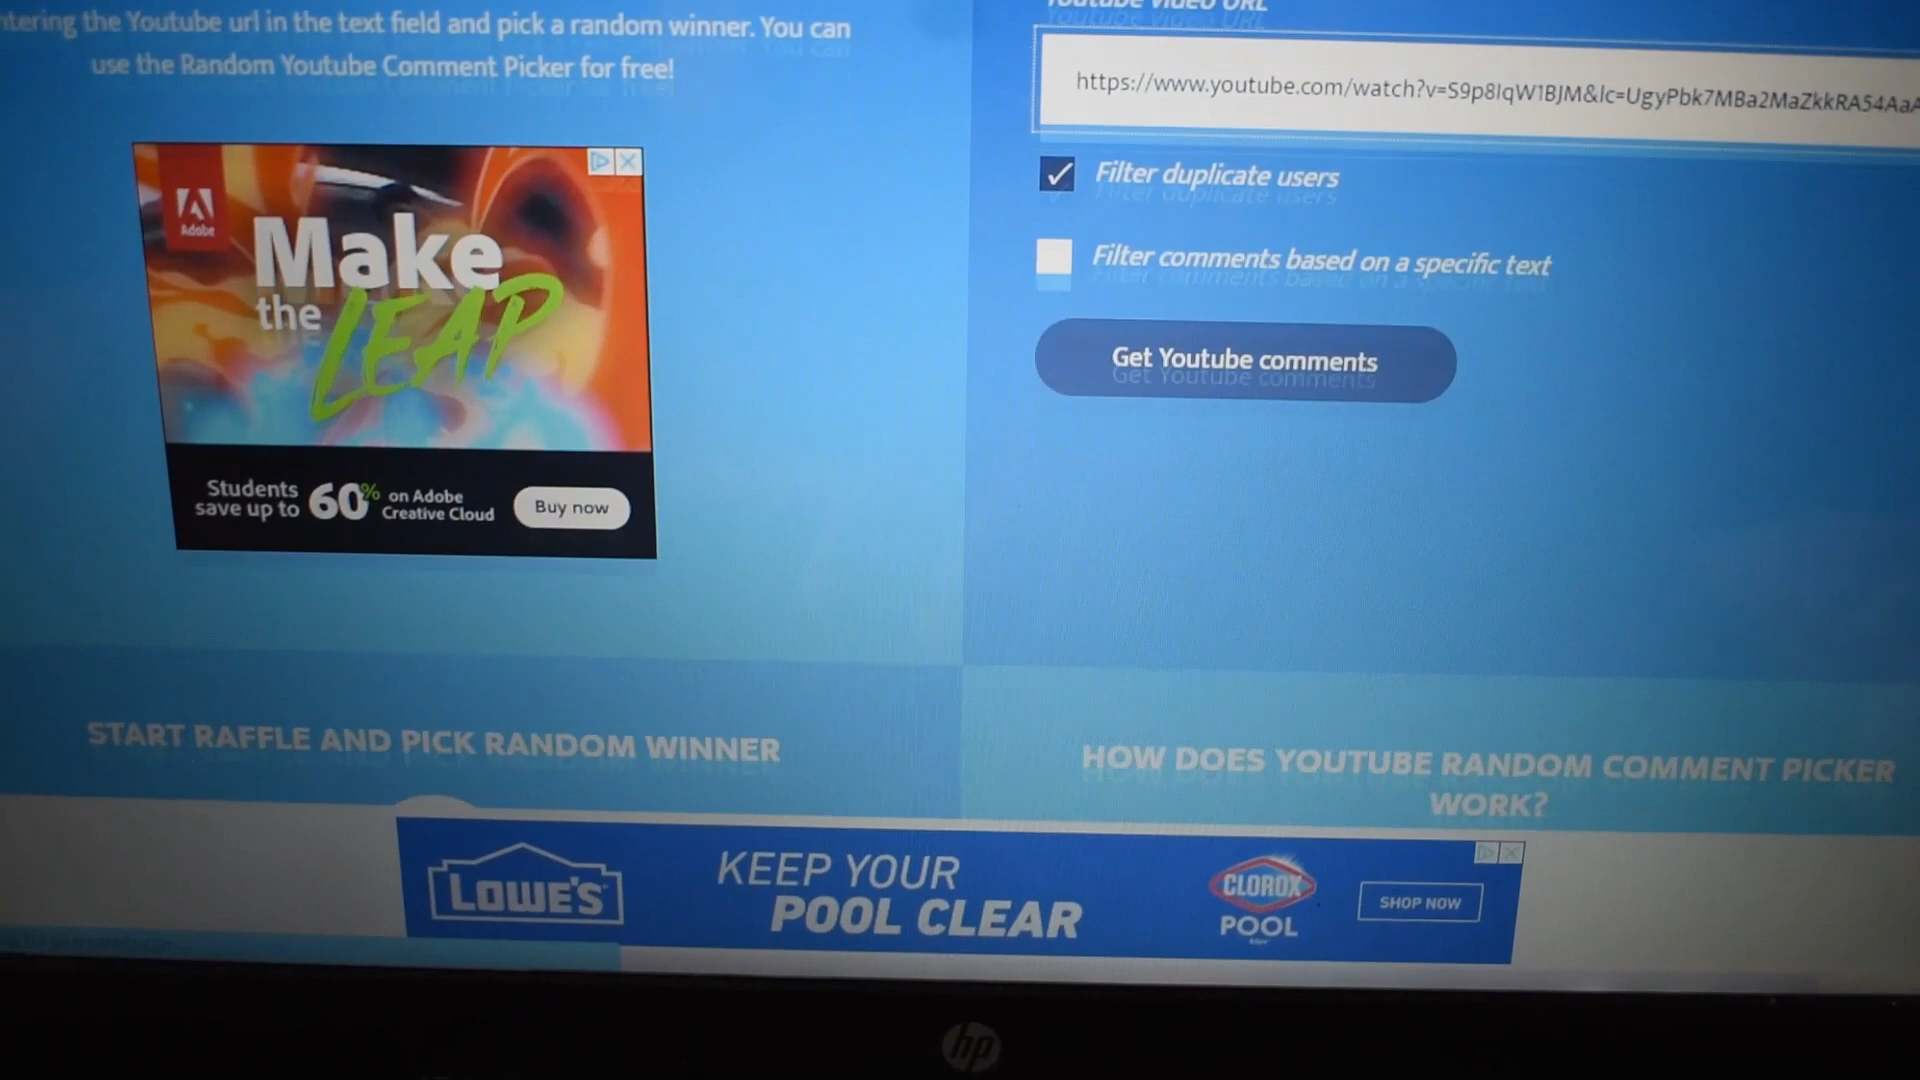 ntering the Youtube url in the text field and pick a random winner. You can
use the Random Youtube Comment Picker for free!
Adobe
Make
the LEAP
Students
save up to 60% on Adobe
Creative Cloud
Buy now
Youtube Video URL
https://www.youtube.com/watch?v=S9p8IqW1BJM&lc=UgyPbk7MBa2MaZkkRA54AaA
Filter duplicate users
Filter comments based on a specific text
Get Youtube comments
START RAFFLE AND PICK RANDOM WINNER
HOW DOES YOUTUBE RANDOM COMMENT PICKER
WORK?
LOWE'S
KEEP YOUR
POOL CLEAR
CLOROX
POOL
SHOP NOW
hp